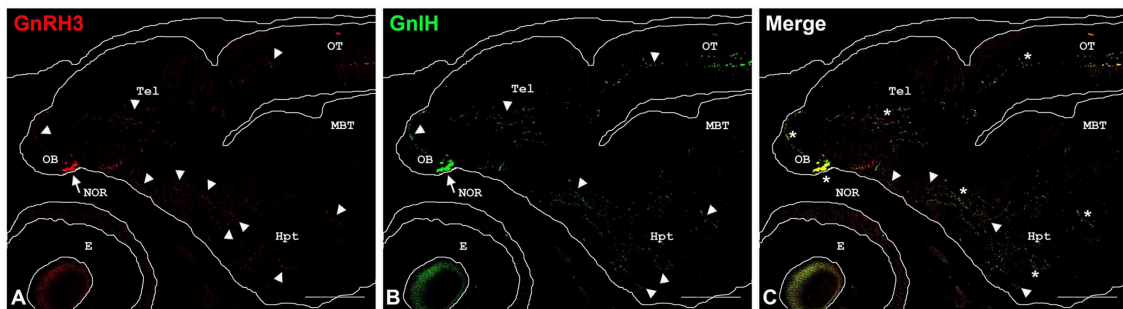 GnRH3
OT
Tel
MBT
OB
NOR
E
Hpt
A
GnIH
OT
Tel
MBT
OB
NOR
E
Hpt
B
Merge
OT
Tel
MBT
OB
NOR
E
Hpt
C